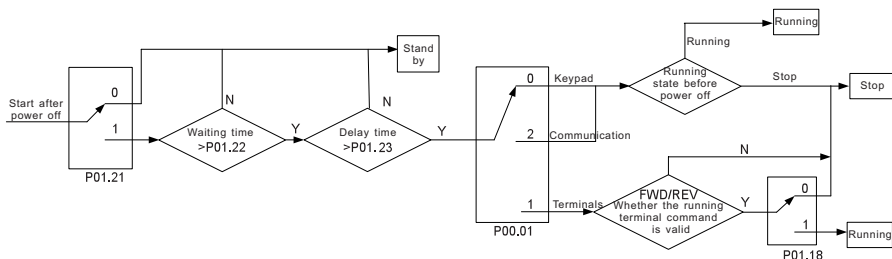 Start after
power off
0
1
P01.21
N
Waiting time
>P01.22
Y
N
Delay time
>P01.23
Y
Stand
by
0
Keypad
2
Communication
1
Terminals
P00.01
Running
Running
Running
state before
power off
Stop
Stop
N
FWD/REV
Whether the running
terminal command
is valid
Y
0
1
P01.18
Running